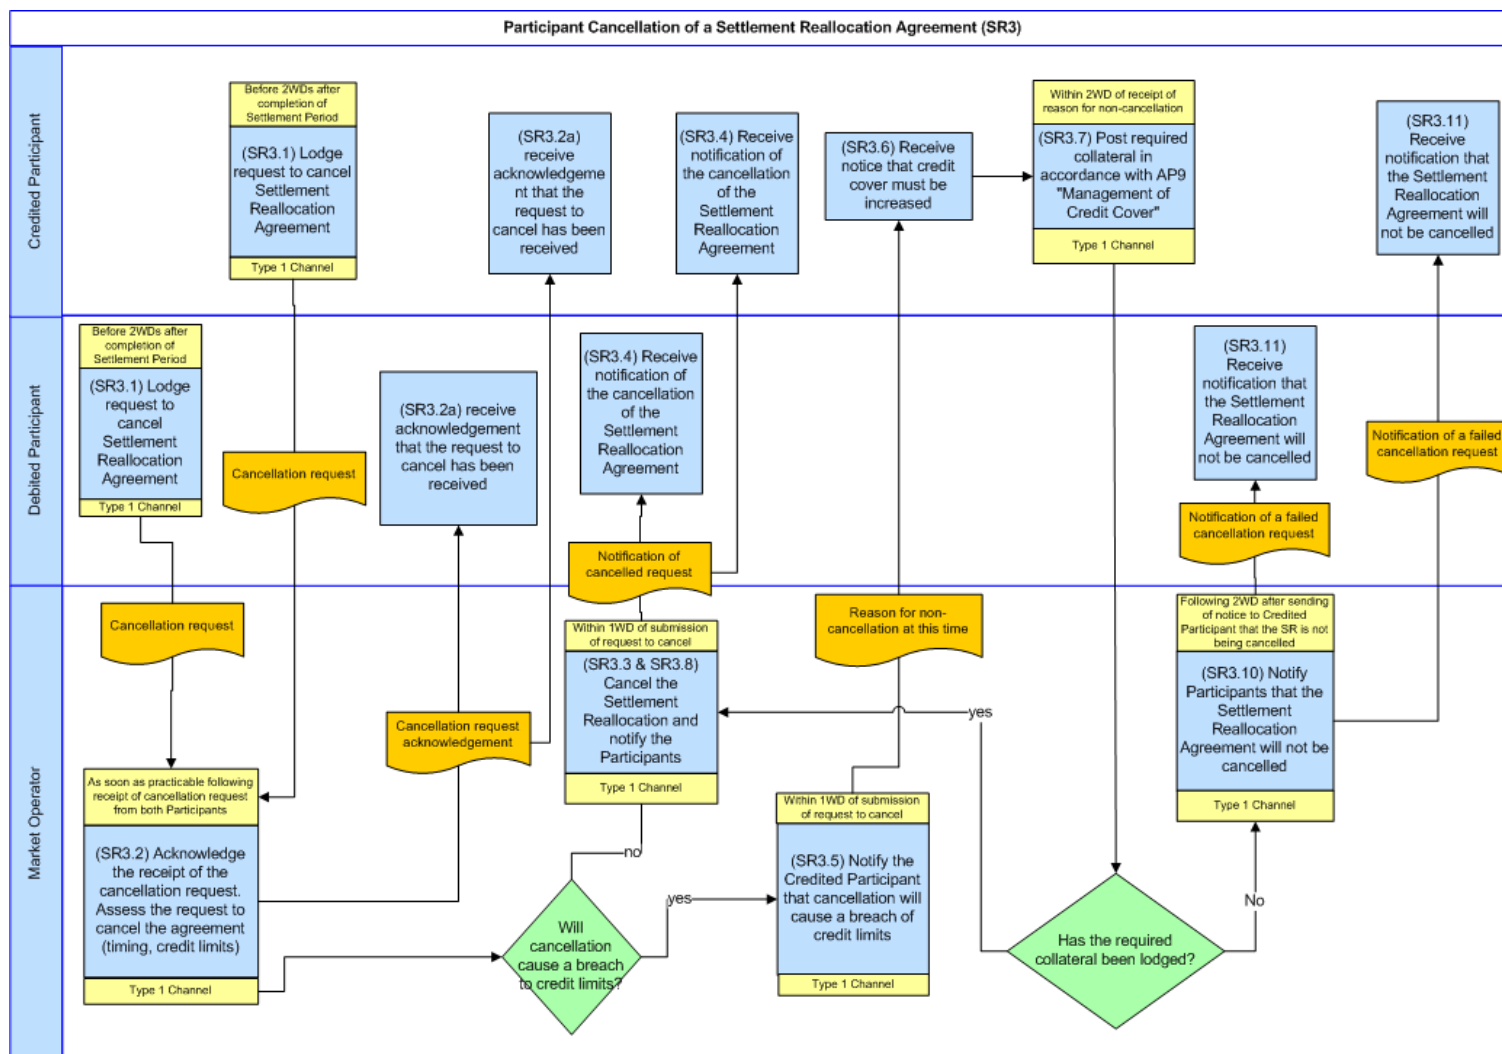 Participant Cancellation of a Settlement Reallocation Agreement (SR3)
Credited Participant
Before 2WDs after
completion of
Settlement Period
(SR3.1) Lodge
request to cancel
Settlement
Reallocation
Agreement
Type 1 Channel
(SR3.2a)
receive
acknowledgeme
nt that the
request to
cancel has been
received
(SR3.4) Receive
notification of
the cancellation
of the
Settlement
Reallocation
Agreement
(SR3.6) Receive
notice that credit
cover must be
increased
Within 2WD of receipt of
reason for non-cancellation
(SR3.7) Post required
collateral in
accordance with AP9
"Management of
Credit Cover"
Type 1 Channel
(SR3.11)
Receive
notification that
the Settlement
Reallocation
Agreement will
not be cancelled
Debited Participant
Before 2WDs after
completion of
Settlement Period
(SR3.1) Lodge
request to
cancel
Settlement
Reallocation
Agreement
Type 1 Channel
Cancellation request
(SR3.2a) receive
acknowledgement
that the request to
cancel has been
received
(SR3.4) Receive
notification of
the cancellation
of the
Settlement
Reallocation
Agreement
Notification of
cancelled request
(SR3.11)
Receive
notification that
the Settlement
Reallocation
Agreement will
not be cancelled
Notification of a failed
cancellation request
Notification of a failed
cancellation request
Market Operator
Cancellation request
As soon as practicable following
receipt of cancellation request
from both Participants
(SR3.2) Acknowledge
the receipt of the
cancellation request.
Assess the request to
cancel the agreement
(timing, credit limits)
Type 1 Channel
Cancellation request
acknowledgement
Within 1WD of submission
of request to cancel
(SR3.3 & SR3.8)
Cancel the
Settlement
Reallocation and
notify the
Participants
Type 1 Channel
no
Will
cancellation
cause a breach
to credit limits?
yes
Reason for non-
cancellation at this time
Within 1WD of submission
of request to cancel
(SR3.5) Notify the
Credited Participant
that cancellation will
cause a breach of
credit limits
Type 1 Channel
yes
Has the required
collateral been lodged?
No
Following 2WD after sending
of notice to Credited
Participant that the SR is not
being cancelled
(SR3.10) Notify
Participants that the
Settlement
Reallocation
Agreement will not be
cancelled
Type 1 Channel